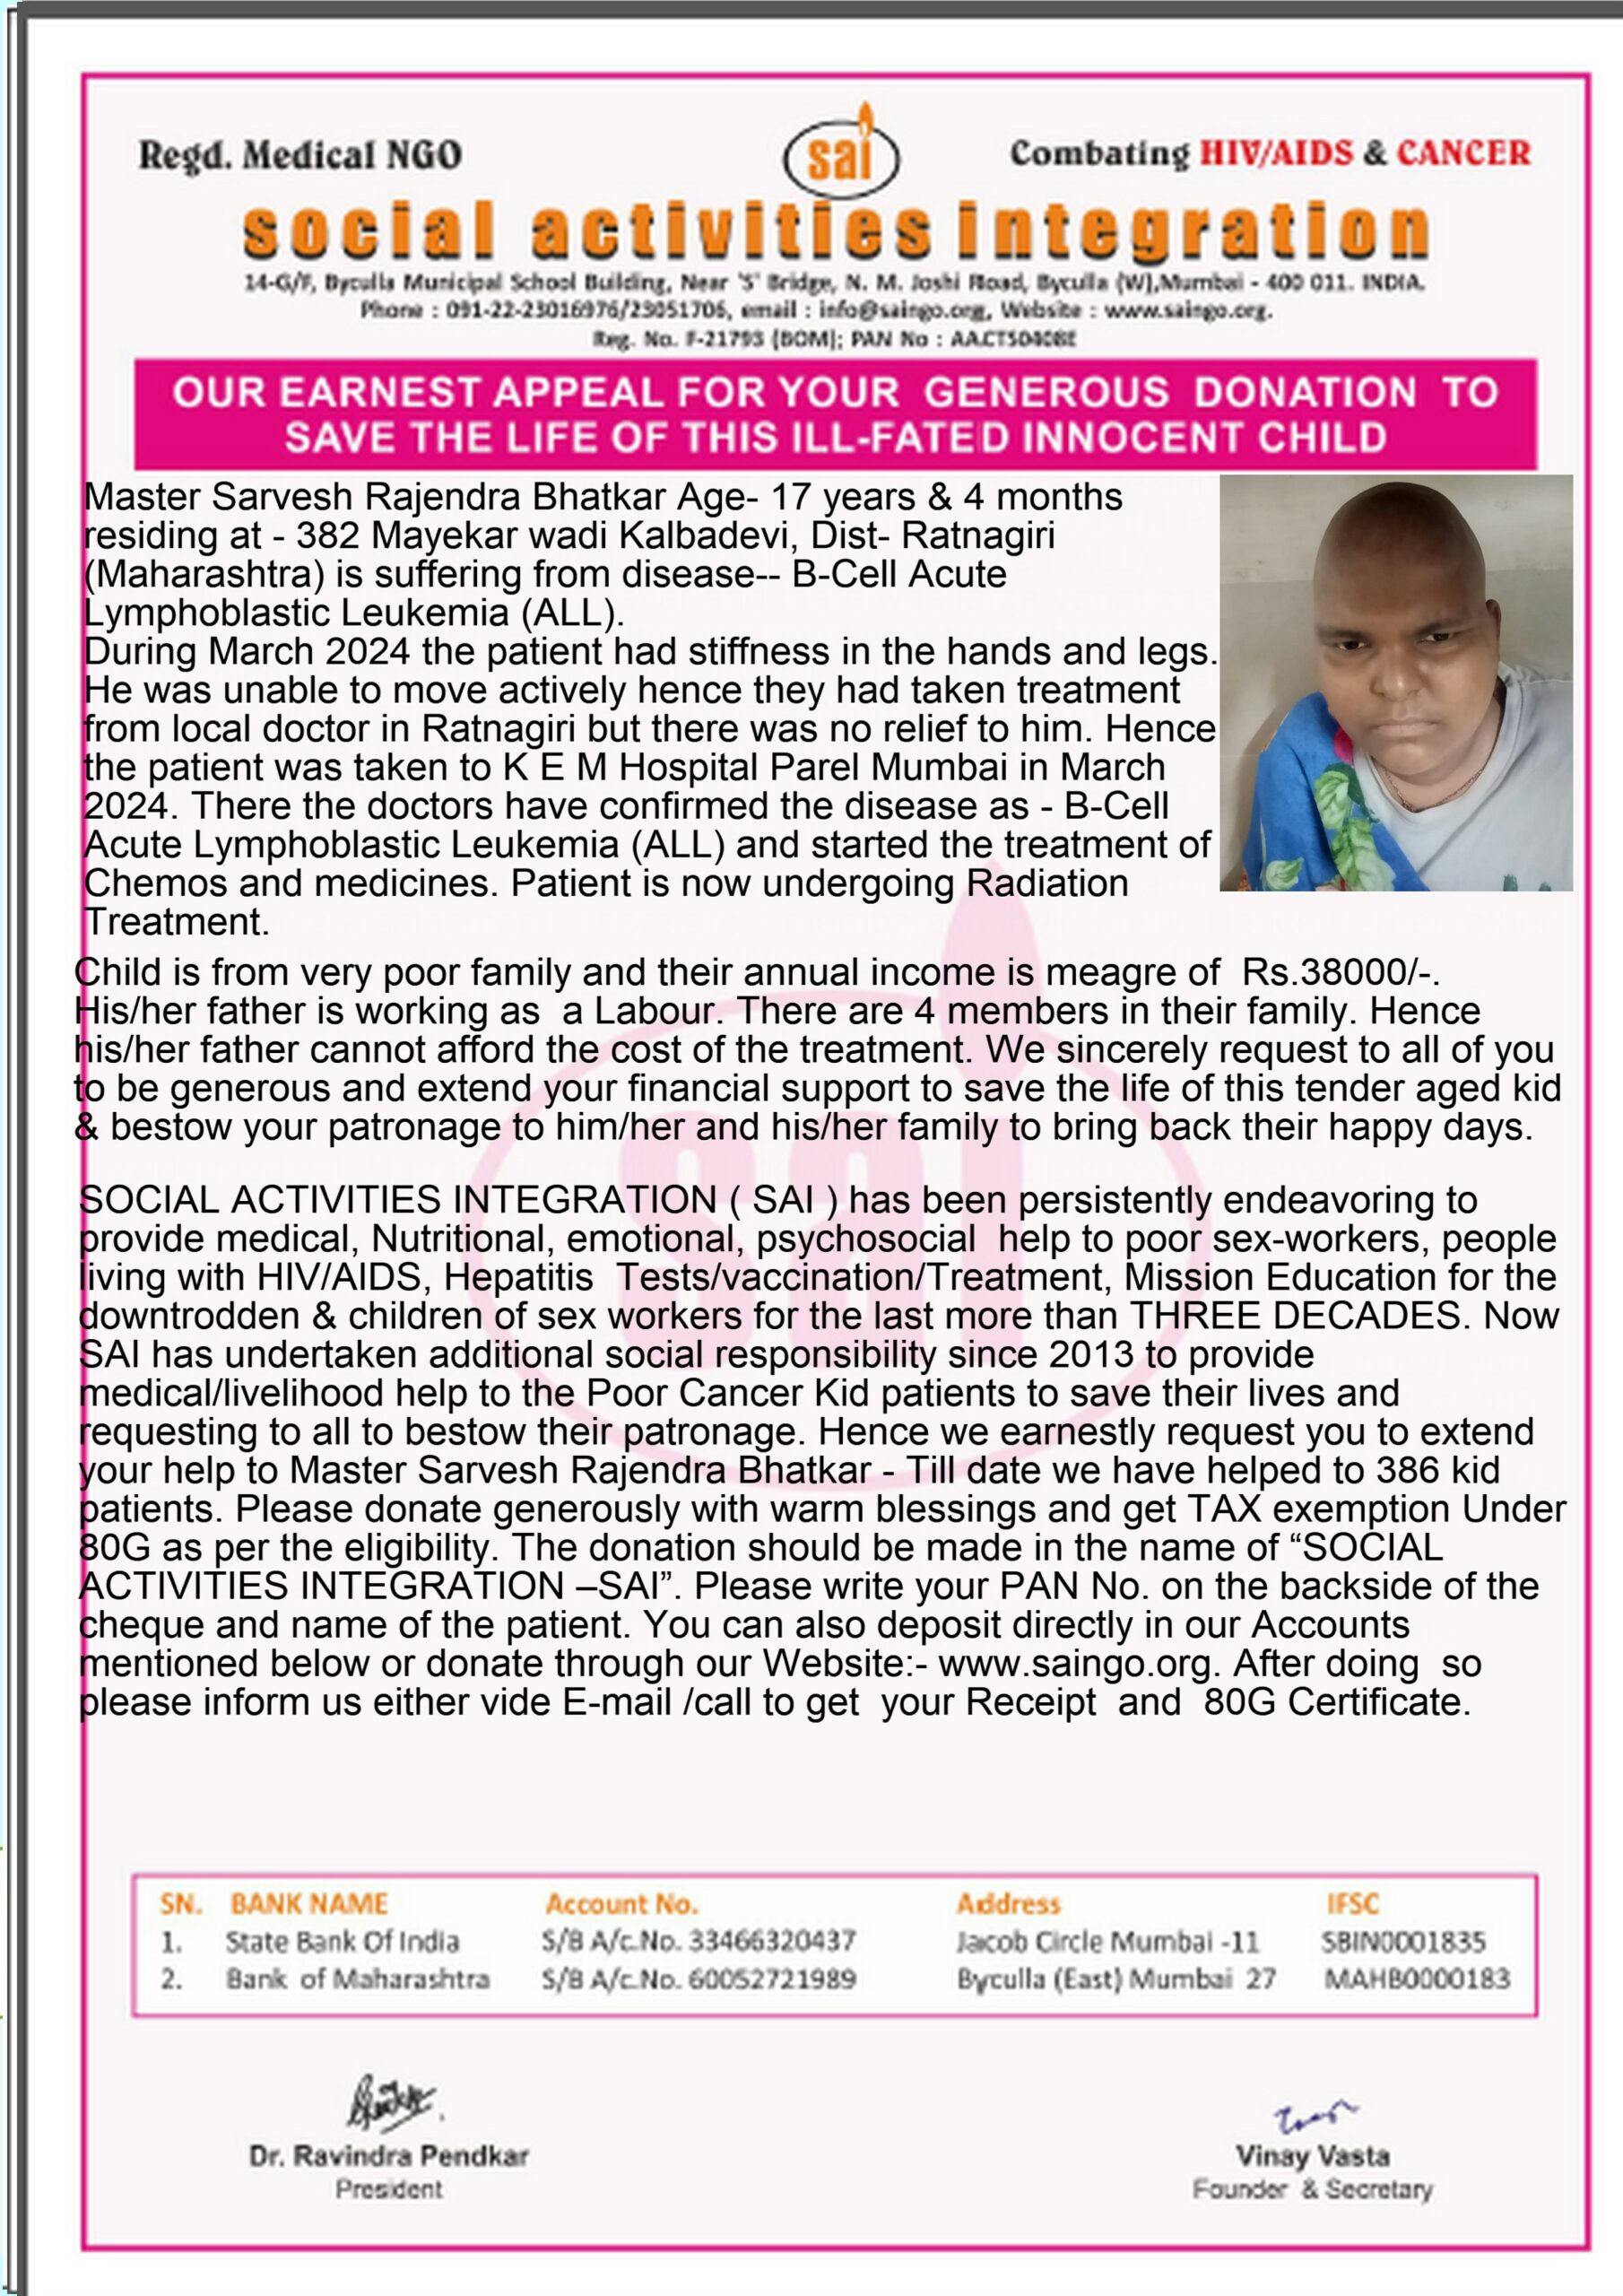 Regd. Medical NGO
sai
Combating HIV/AIDS & CANCER
social activities integration
14-G/F, Byculla Municipal School Building, Near 'S' Bridge, N. M. Joshi Road, Byculla (W),Mumbai - 400 011. INDIA.
Phone : 091-22-23016976/23051706, email : info@saingo.org, Website : www.saingo.org.
Reg. No. F-21793 (BOM); PAN No :
OUR EARNEST APPEAL FOR YOUR GENEROUS DONATION TO
SAVE THE LIFE OF THIS ILL-FATED INNOCENT CHILD
Master Sarvesh Rajendra Bhatkar Age- 17 years & 4 months
residing at - 382 Mayekar wadi Kalbadevi, Dist- Ratnagiri
(Maharashtra) is suffering from disease-- B-Cell Acute
Lymphoblastic Leukemia (ALL).
During March 2024 the patient had stiffness in the hands and legs.
He was unable to move actively hence they had taken treatment
from local doctor in Ratnagiri but there was no relief to him. Hence
the patient was taken to K E M Hospital Parel Mumbai in March
2024. There the doctors have confirmed the disease as - B-Cell
Acute Lymphoblastic Leukemia (ALL) and started the treatment of
Chemos and medicines. Patient is now undergoing Radiation
Treatment.
Child is from very poor family and their annual income is meagre of Rs.38000/-.
His/her father is working as a Labour. There are 4 members in their family. Hence
his/her father cannot afford the cost of the treatment. We sincerely request to all of you
to be generous and extend your financial support to save the life of this tender aged kid
& bestow your patronage to him/her and his/her family to bring back their happy days.
SOCIAL ACTIVITIES INTEGRATION ( SAI ) has been persistently endeavoring to
provide medical, Nutritional, emotional, psychosocial help to poor sex-workers, people
living with HIV/AIDS, Hepatitis Tests/vaccination/Treatment, Mission Education for the
downtrodden & children of sex workers for the last more than THREE DECADES. Now
SAI has undertaken additional social responsibility since 2013 to provide
medical/livelihood help to the Poor Cancer Kid patients to save their lives and
requesting to all to bestow their patronage. Hence we earnestly request you to extend
your help to Master Sarvesh Rajendra Bhatkar - Till date we have helped to 386 kid
patients. Please donate generously with warm blessings and get TAX exemption Under
80G as per the eligibility. The donation should be made in the name of “SOCIAL
ACTIVITIES INTEGRATION –SAI”. Please write your PAN No. on the backside of the
cheque and name of the patient. You can also deposit directly in our Accounts
mentioned below or donate through our Website:- www.saingo.org. After doing so
please inform us either vide E-mail /call to get your Receipt and 80G Certificate.
sai
SN. BANK NAME Account No. Address IFSC
1. State Bank Of India S/B A/c.No. 33466320437 Jacob Circle Mumbai -11 SBIN0001835
2. Bank of Maharashtra S/B A/c.No. 60052721989 Byculla (East) Mumbai 27 MAHB0000183
Dr. Ravindra Pendkar
President
Vinay Vasta
Founder & Secretary